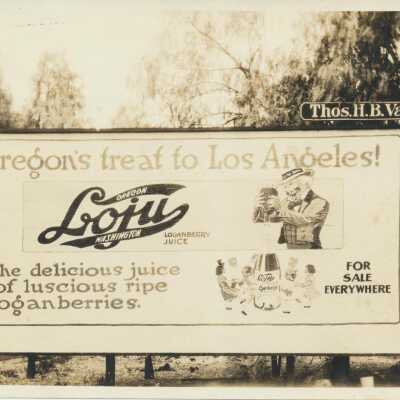 Thos. H. B. Va
regon's treat to Los Angeles!
OREGON
Loju
WASHINGTON
LOGANBERRY
JUICE
he delicious juice
of luscious ripe
oganberries.
FOR
SALE
EVERYWHERE